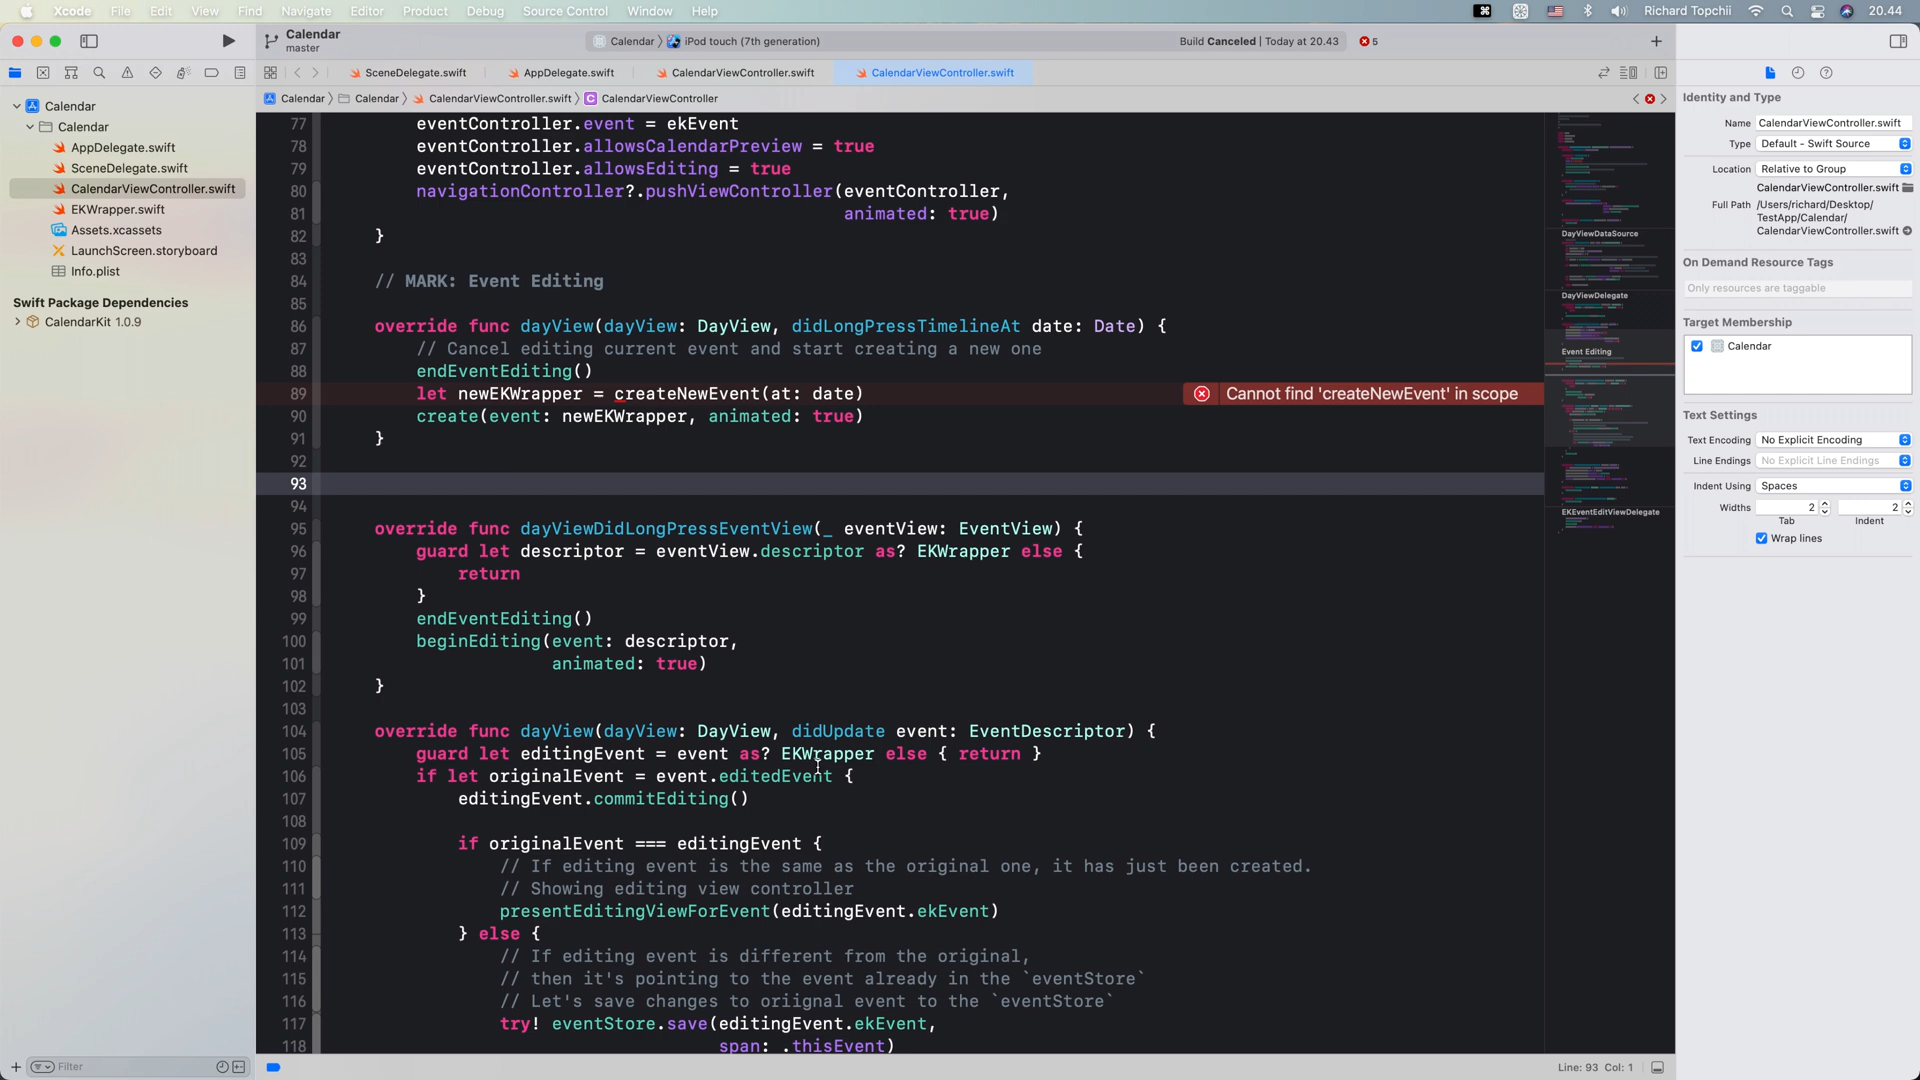 Xcode File Edit View Find Navigate Editor Product Debug Source Control Window Help Richard Topchii 20.44
Calendar
master
Calendar iPod touch (7th generation) Build Canceled | Today at 20.43 5
SceneDelegate.swift AppDelegate.swift CalendarViewController.swift CalendarViewController.swift
Calendar Calendar CalendarViewController.swift C CalendarViewController
Calendar
Calendar
AppDelegate.swift
SceneDelegate.swift
CalendarViewController.swift
EKWrapper.swift
Assets.xcassets
LaunchScreen.storyboard
Info.plist
Swift Package Dependencies
CalendarKit 1.0.9
Filter
77 eventController.event = ekEvent
78 eventController.allowsCalendarPreview = true
79 eventController.allowsEditing = true
80 navigationController?.pushViewController(eventController,
81 animated: true)
82 }
83
84 // MARK: Event Editing
85
86 override func dayView(dayView: DayView, didLongPressTimelineAt date: Date) {
87 // Cancel editing current event and start creating a new one
88 endEventEditing()
89 let newEKWrapper = createNewEvent(at: date) Cannot find 'createNewEvent' in scope
90 create(event: newEKWrapper, animated: true)
91 }
92
93
94
95 override func dayViewDidLongPressEventView(_ eventView: EventView) {
96 guard let descriptor = eventView.descriptor as? EKWrapper else {
97 return
98 }
99 endEventEditing()
100 beginEditing(event: descriptor,
101 animated: true)
102 }
103
104 override func dayView(dayView: DayView, didUpdate event: EventDescriptor) {
105 guard let editingEvent = event as? EKWrapper else { return }
106 if let originalEvent = event.editedEvent {
107 editingEvent.commitEditing()
108
109 if originalEvent === editingEvent {
110 // If editing event is the same as the original one, it has just been created.
111 // Showing editing view controller
112 presentEditingViewForEvent(editingEvent.ekEvent)
113 } else {
114 // If editing event is different from the original,
115 // then it's pointing to the event already in the `eventStore`
116 // Let's save changes to oriignal event to the `eventStore`
117 try! eventStore.save(editingEvent.ekEvent,
118 span: .thisEvent)
DayViewDataSource
DayViewDelegate
Event Editing
EKEventEditViewDelegate
Line: 93 Col: 1
Identity and Type
Name CalendarViewController.swift
Type Default - Swift Source
Location Relative to Group
CalendarViewController.swift
Full Path /Users/richard/Desktop/
TestApp/Calendar/
CalendarViewController.swift
On Demand Resource Tags
Only resources are taggable
Target Membership
Calendar
Text Settings
Text Encoding No Explicit Encoding
Line Endings No Explicit Line Endings
Indent Using Spaces
Widths 2 2
Tab Indent
Wrap lines